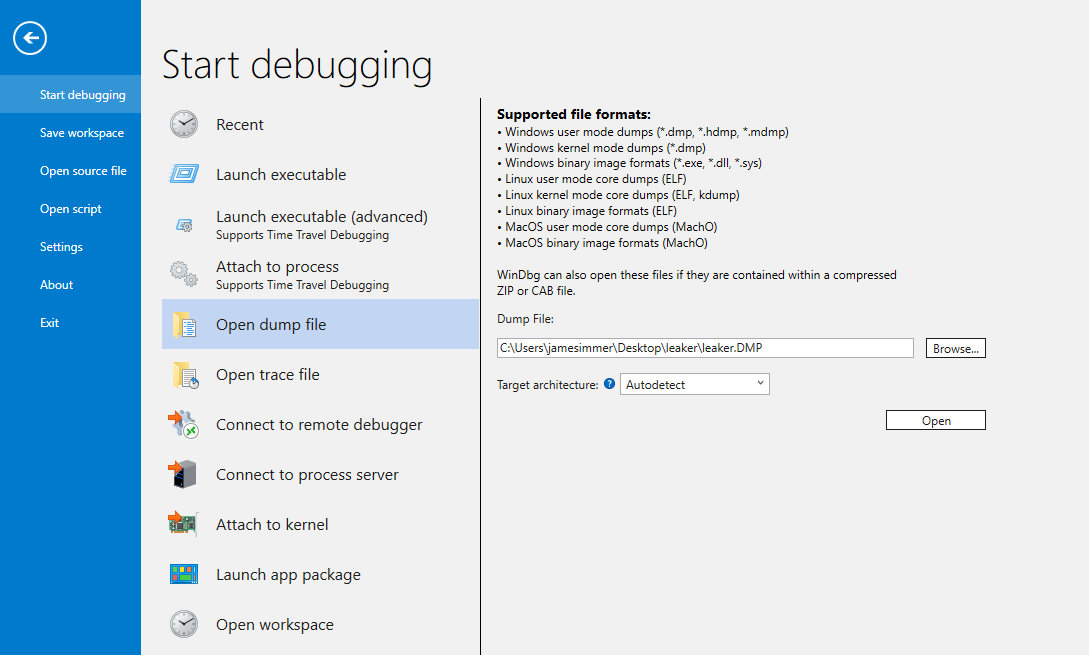 Start debugging
Start debugging
Save workspace
Open source file
Open script
Settings
About
Exit
Recent
Launch executable
Launch executable (advanced)
Supports Time Travel Debugging
Attach to process
Supports Time Travel Debugging
Open dump file
Open trace file
Connect to remote debugger
Connect to process server
Attach to kernel
Launch app package
Open workspace
Supported file formats:
• Windows user mode dumps (*.dmp, *.hdmp, *.mdmp)
• Windows kernel mode dumps (*.dmp)
• Windows binary image formats (*.exe, *.dll, *.sys)
• Linux user mode core dumps (ELF)
• Linux kernel mode core dumps (ELF, kdump)
• Linux binary image formats (ELF)
• MacOS user mode core dumps (MachO)
• MacOS binary image formats (MachO)
WinDbg can also open these files if they are contained within a compressed
ZIP or CAB file.
Dump File:
C:\Users\jamesimmer\Desktop\leaker\leaker.DMP
Browse...
Target architecture: ? Autodetect
Open